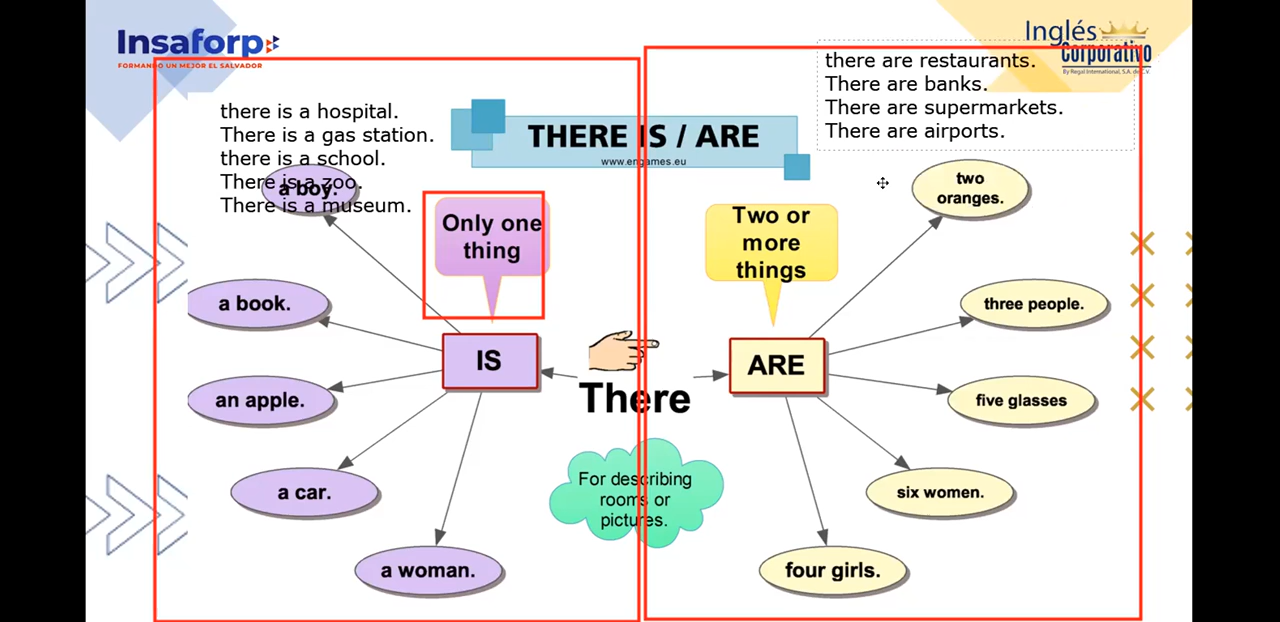 Insaforp
FORMANDO UN MEJOR EL SALVADOR
Inglés
Corporativo
By Regal International, S.A. de C.V.
there is a hospital.
There is a gas station.
there is a school.
There is a zoo.
There is a museum.
there are restaurants.
There are banks.
There are supermarkets.
There are airports.
THERE IS / ARE
www.engames.eu
a boy.
Only one
thing
Two or
more
things
two
oranges.
a book.
three people.
IS
ARE
There
an apple.
five glasses
a car.
For describing
rooms or
pictures.
six women.
a woman.
four girls.